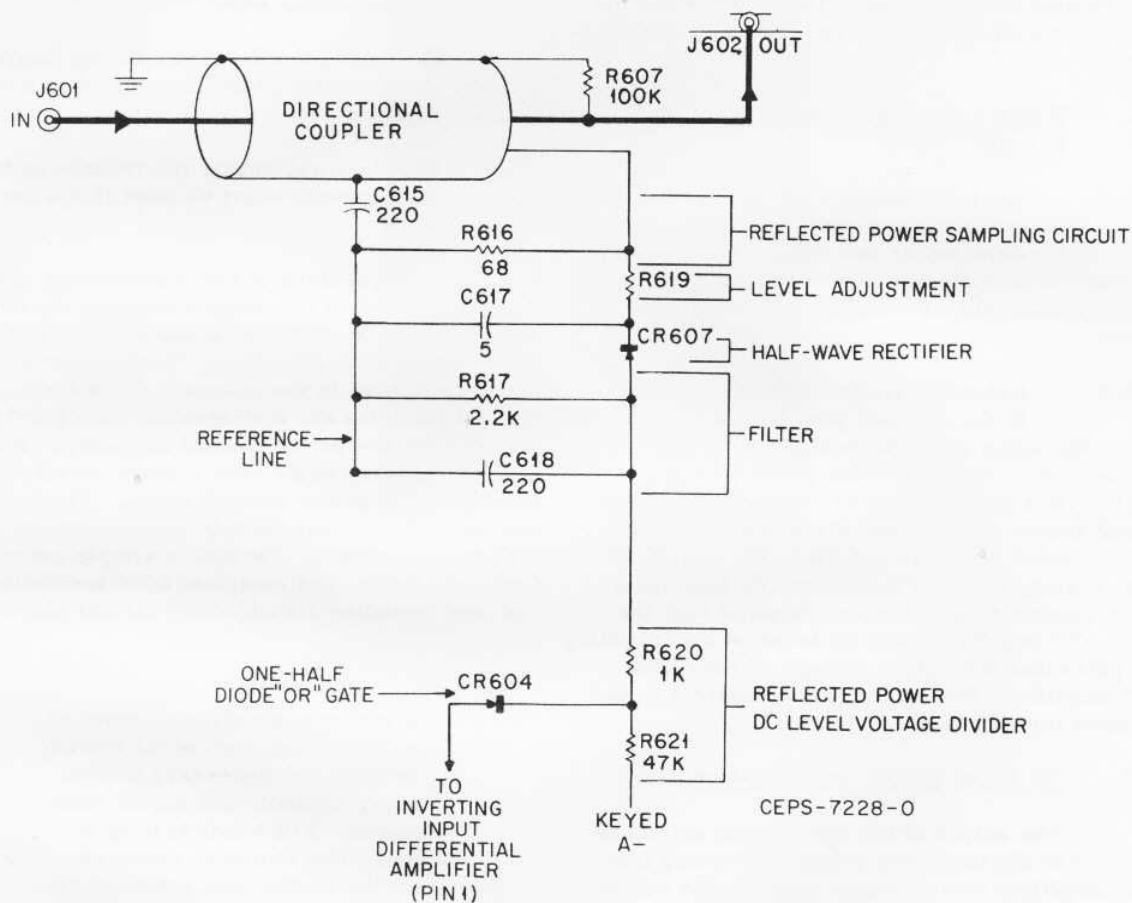 J602 OUT
R607
100K
J601
IN
DIRECTIONAL
COUPLER
C615
220
R616
68
REFLECTED POWER SAMPLING CIRCUIT
R619
LEVEL ADJUSTMENT
C617
5
CR607
HALF-WAVE RECTIFIER
R617
2.2K
FILTER
REFERENCE
LINE
C618
220
ONE-HALF
DIODE"OR" GATE
CR604
R620
1K
REFLECTED POWER
DC LEVEL VOLTAGE DIVIDER
R621
47K
TO
INVERTING
INPUT
DIFFERENTIAL
AMPLIFIER
(PIN 1)
KEYED
A-
CEPS-7228-0